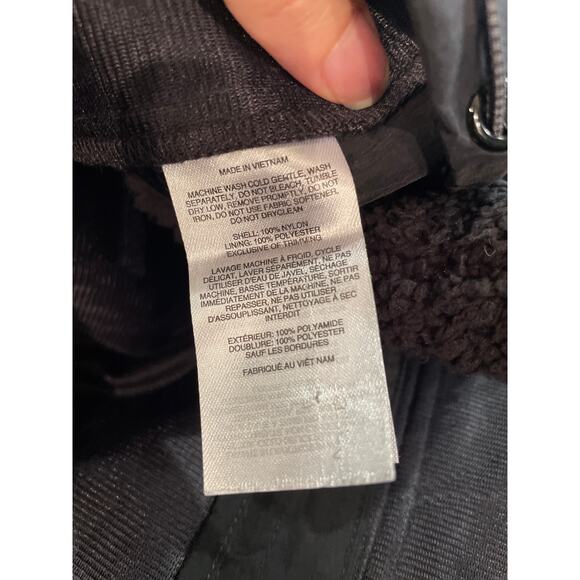 MADE IN VIETNAM
MACHINE WASH COLD GENTLE, WASH
SEPARATELY, DO NOT BLEACH, TUMBLE
DRY LOW, REMOVE PROMPTLY, DO NOT
IRON, DO NOT USE FABRIC SOFTENER,
DO NOT DRYCLEAN
SHELL: 100% NYLON
LINING: 100% POLYESTER
EXCLUSIVE OF TRIMMING
LAVAGE MACHINE À FROID, CYCLE
DÉLICAT, LAVER SÉPARÉMENT, NE PAS
UTILISER D'EAU DE JAVEL, SÉCHAGE
MACHINE, BASSE TEMPÉRATURE, SORTIR
IMMÉDIATEMENT DE LA MACHINE, NE PAS
REPASSER, NE PAS UTILISER
D'ASSOUPLISSANT, NETTOYAGE À SEC
INTERDIT
EXTÉRIEUR: 100% POLYAMIDE
DOUBLURE: 100% POLYESTER
SAUF LES BORDURES
FABRIQUÉ AU VIÊT NAM